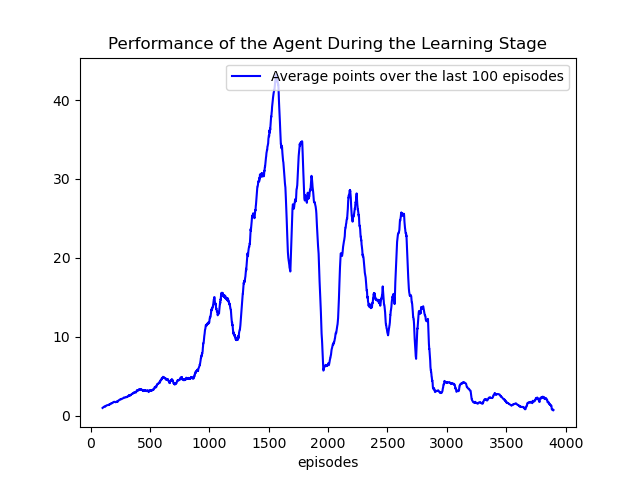 Performance of the Agent During the Learning Stage
Average points over the last 100 episodes
40
30
20
10
0
0 500 1000 1500 2000 2500 3000 3500 4000
episodes